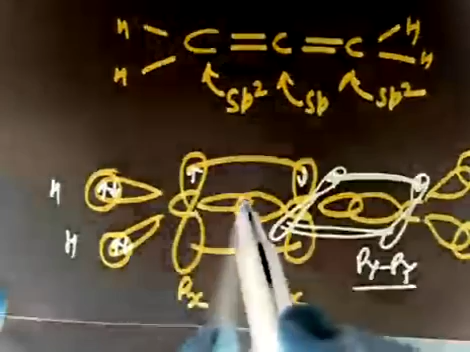 H H
C = C = C
H H
sp² sp sp²
H
H
Px x
Py-Py